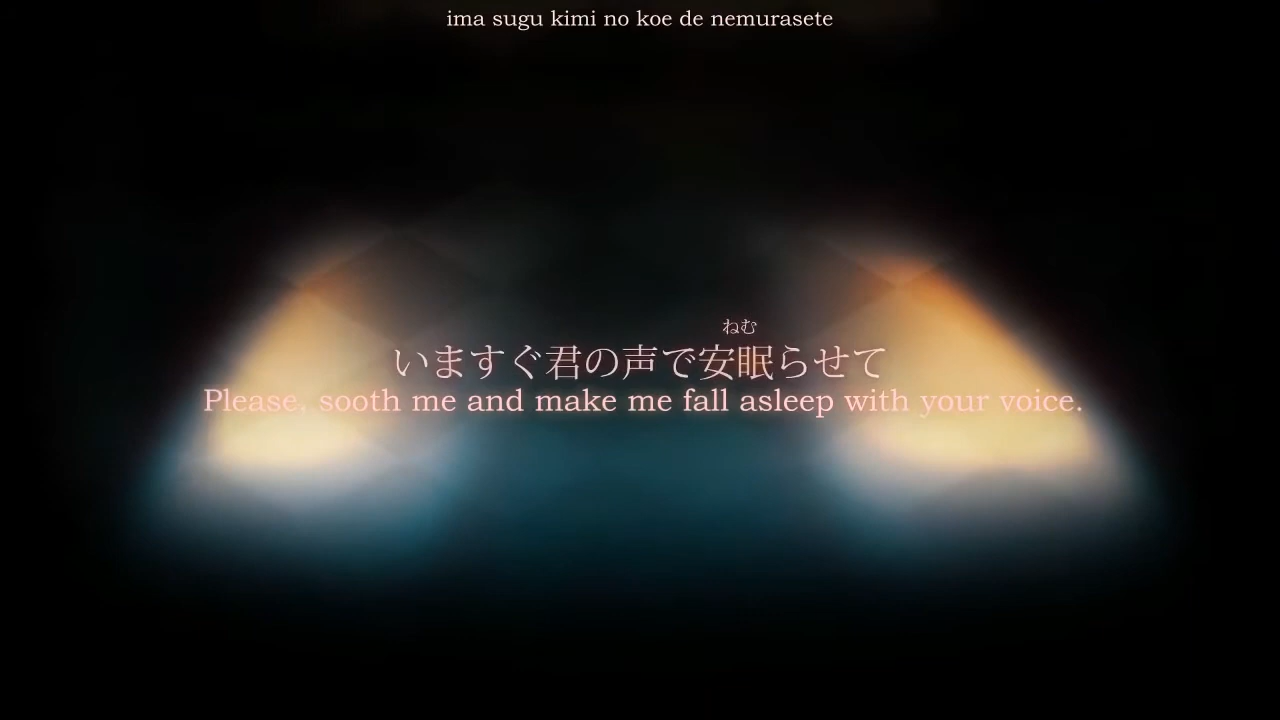 ima sugu kimi no koe de nemurasete
ねむ
いますぐ君の声で安眠らせて
Please, sooth me and make me fall asleep with your voice.